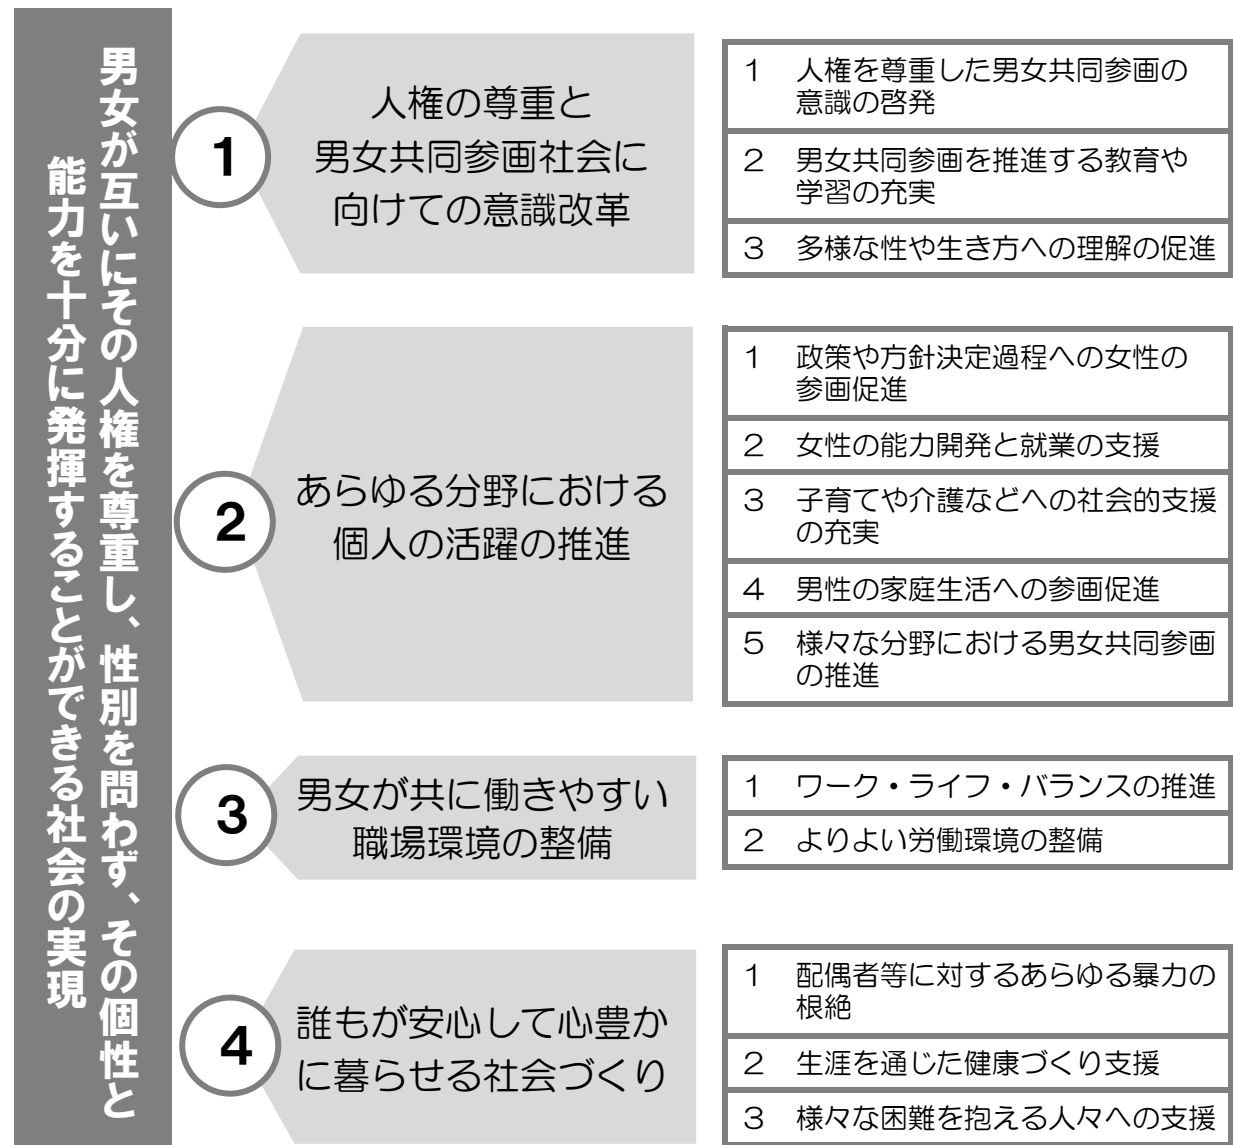 男女が互いにその人権を尊重し、性別を問わず、その個性と
能力を十分に発揮することができる社会の実現
1
人権の尊重と
男女共同参画社会に
向けての意識改革
1 人権を尊重した男女共同参画の
意識の啓発
2 男女共同参画を推進する教育や
学習の充実
3 多様な性や生き方への理解の促進
2
あらゆる分野における
個人の活躍の推進
1 政策や方針決定過程への女性の
参画促進
2 女性の能力開発と就業の支援
3 子育てや介護などへの社会的支援
の充実
4 男性の家庭生活への参画促進
5 様々な分野における男女共同参画
の推進
3
男女が共に働きやすい
職場環境の整備
1 ワーク・ライフ・バランスの推進
2 よりよい労働環境の整備
4
誰もが安心して心豊か
に暮らせる社会づくり
1 配偶者等に対するあらゆる暴力の
根絶
2 生涯を通じた健康づくり支援
3 様々な困難を抱える人々への支援